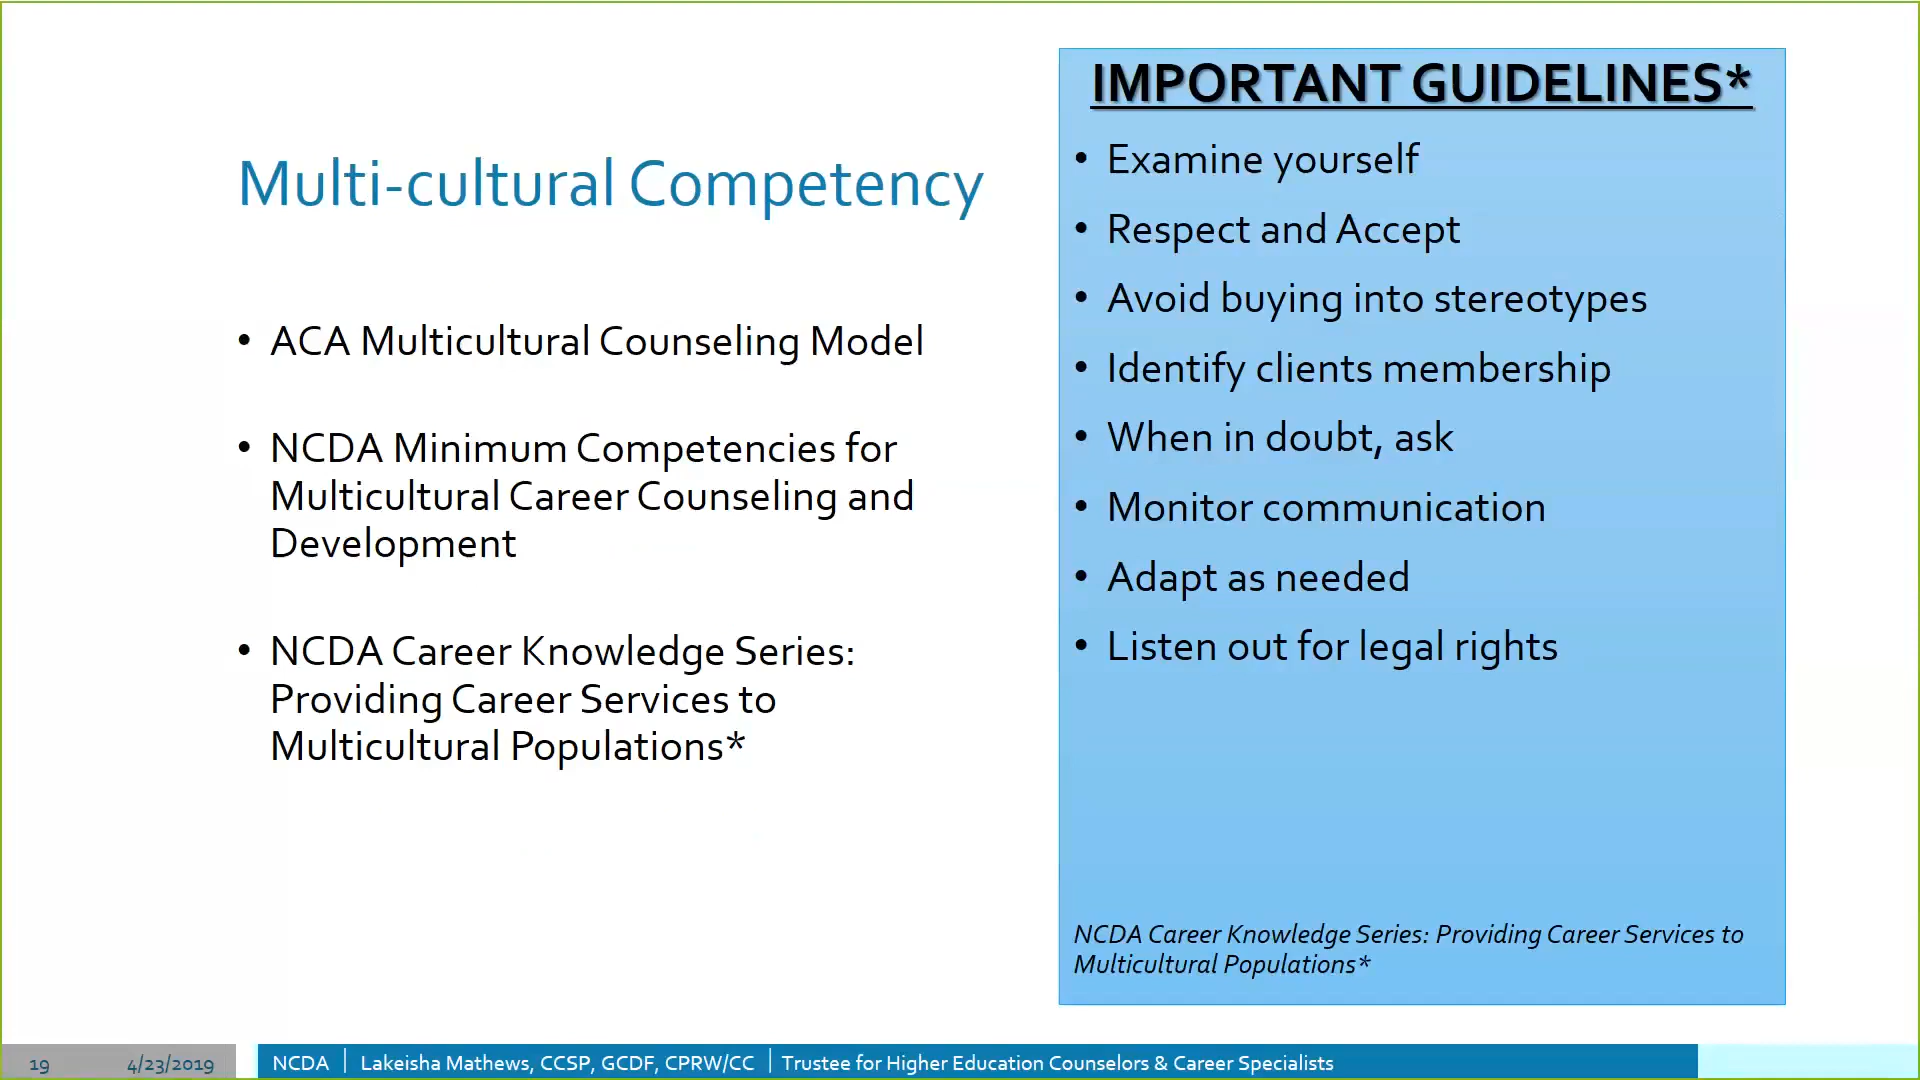 Multi-cultural Competency
• ACA Multicultural Counseling Model
• NCDA Minimum Competencies for
Multicultural Career Counseling and
Development
• NCDA Career Knowledge Series:
Providing Career Services to
Multicultural Populations*
IMPORTANT GUIDELINES*
• Examine yourself
• Respect and Accept
• Avoid buying into stereotypes
• Identify clients membership
• When in doubt, ask
• Monitor communication
• Adapt as needed
• Listen out for legal rights
NCDA Career Knowledge Series: Providing Career Services to
Multicultural Populations*
19 4/23/2019 NCDA | Lakeisha Mathews, CCSP, GCDF, CPRW/CC | Trustee for Higher Education Counselors & Career Specialists